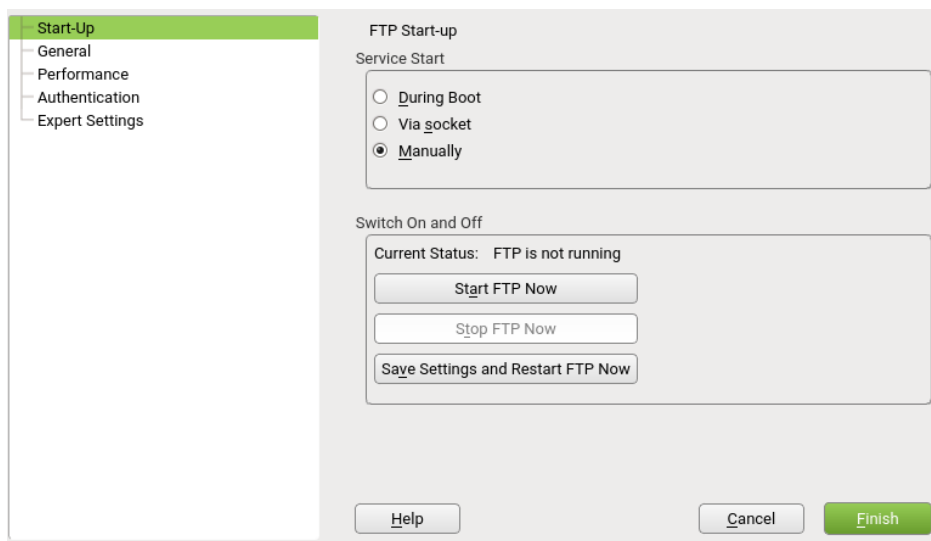 Start-Up
General
Performance
Authentication
Expert Settings
FTP Start-up
Service Start
During Boot
Via socket
Manually
Switch On and Off
Current Status: FTP is not running
Start FTP Now
Stop FTP Now
Save Settings and Restart FTP Now
Help
Cancel
Finish